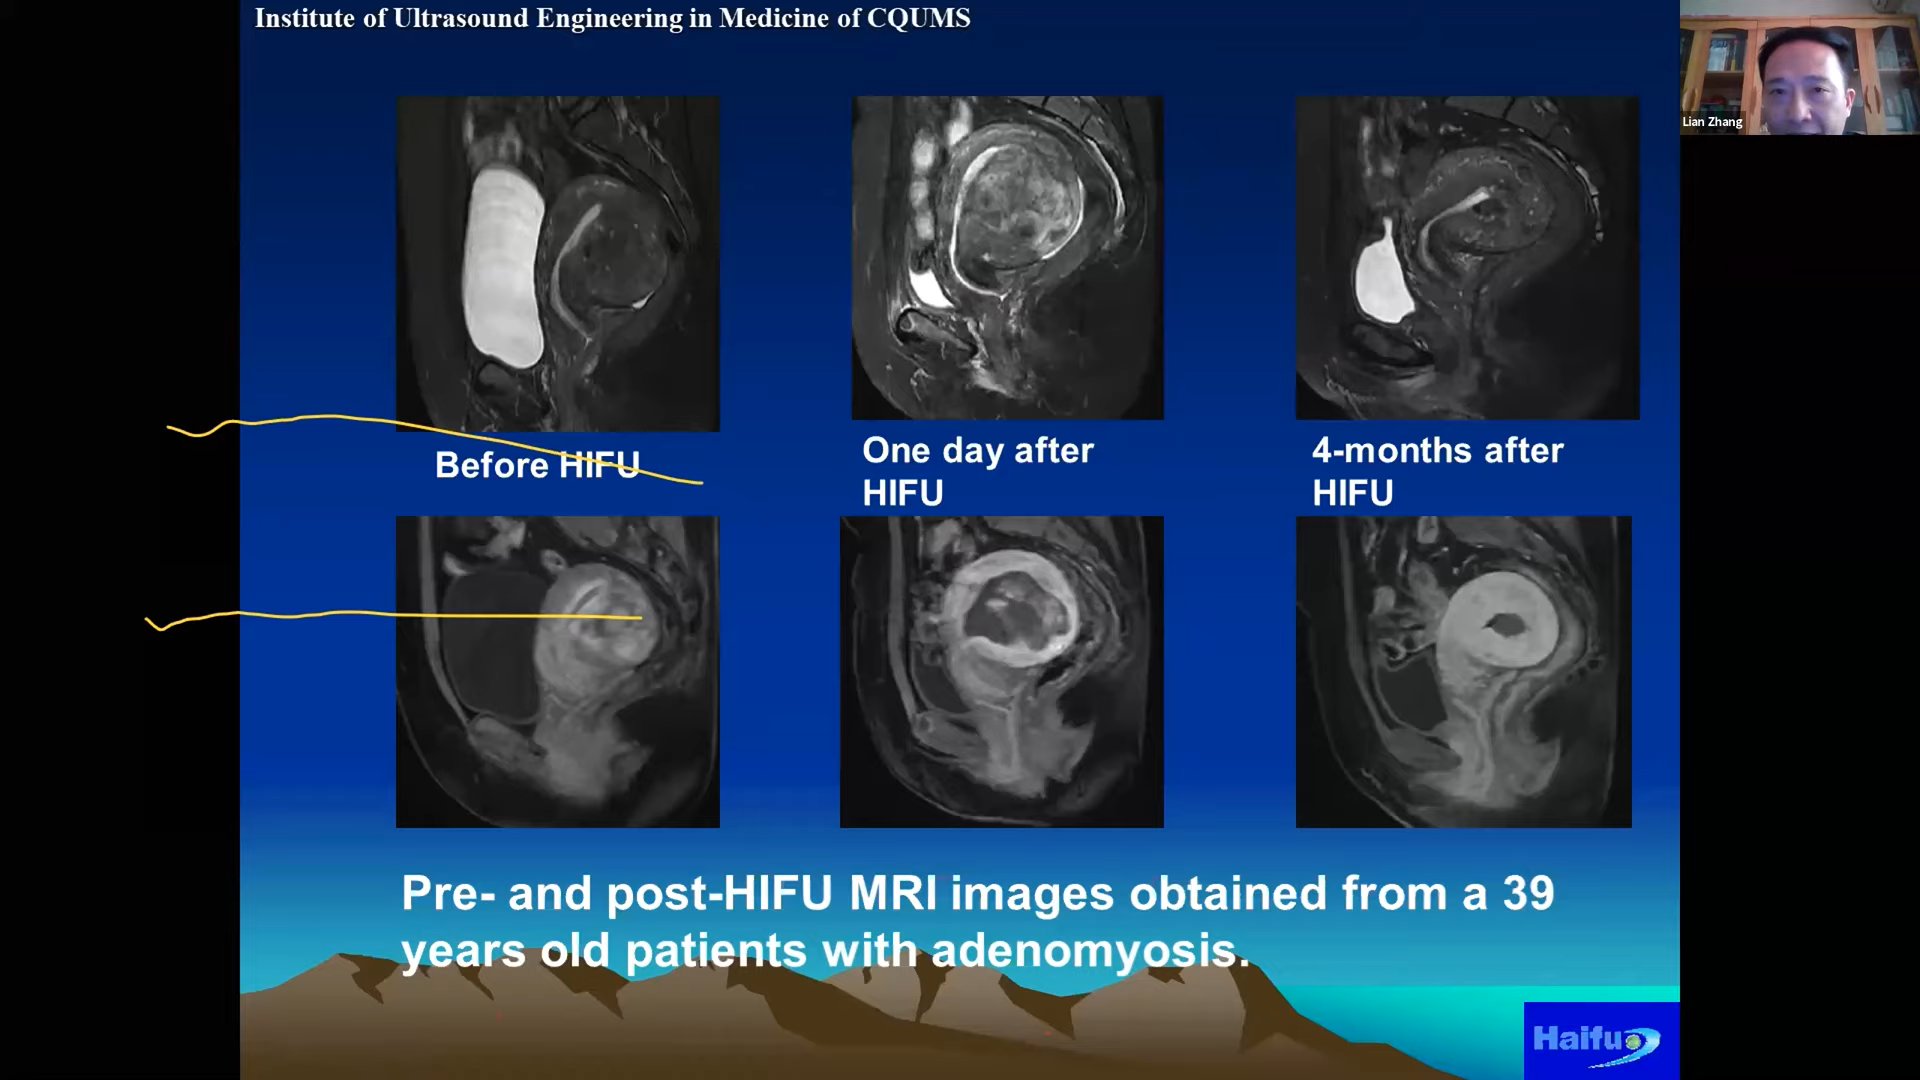 Institute of Ultrasound Engineering in Medicine of CQUMS
Lian Zhang
Before HIFU
One day after
HIFU
4-months after
HIFU
Pre- and post-HIFU MRI images obtained from a 39
years old patients with adenomyosis.
Haifu